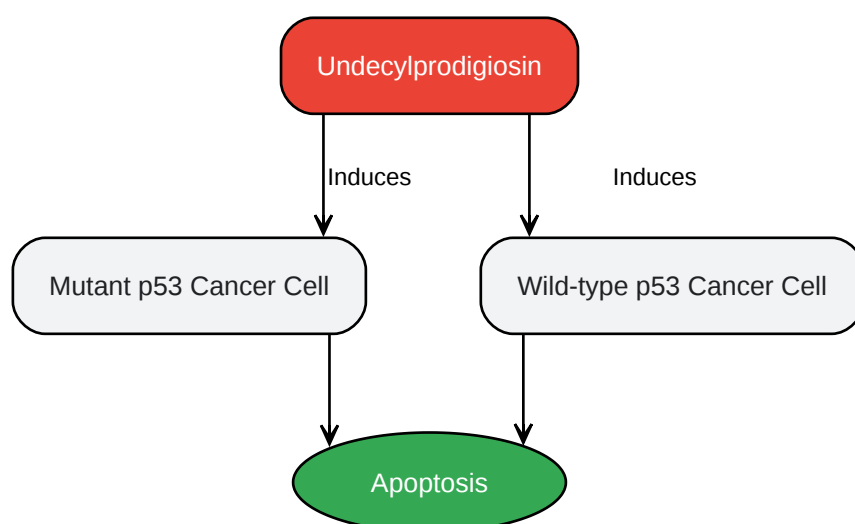 Undecylprodigiosin
Induces
Induces
Mutant p53 Cancer Cell
Wild-type p53 Cancer Cell
Apoptosis